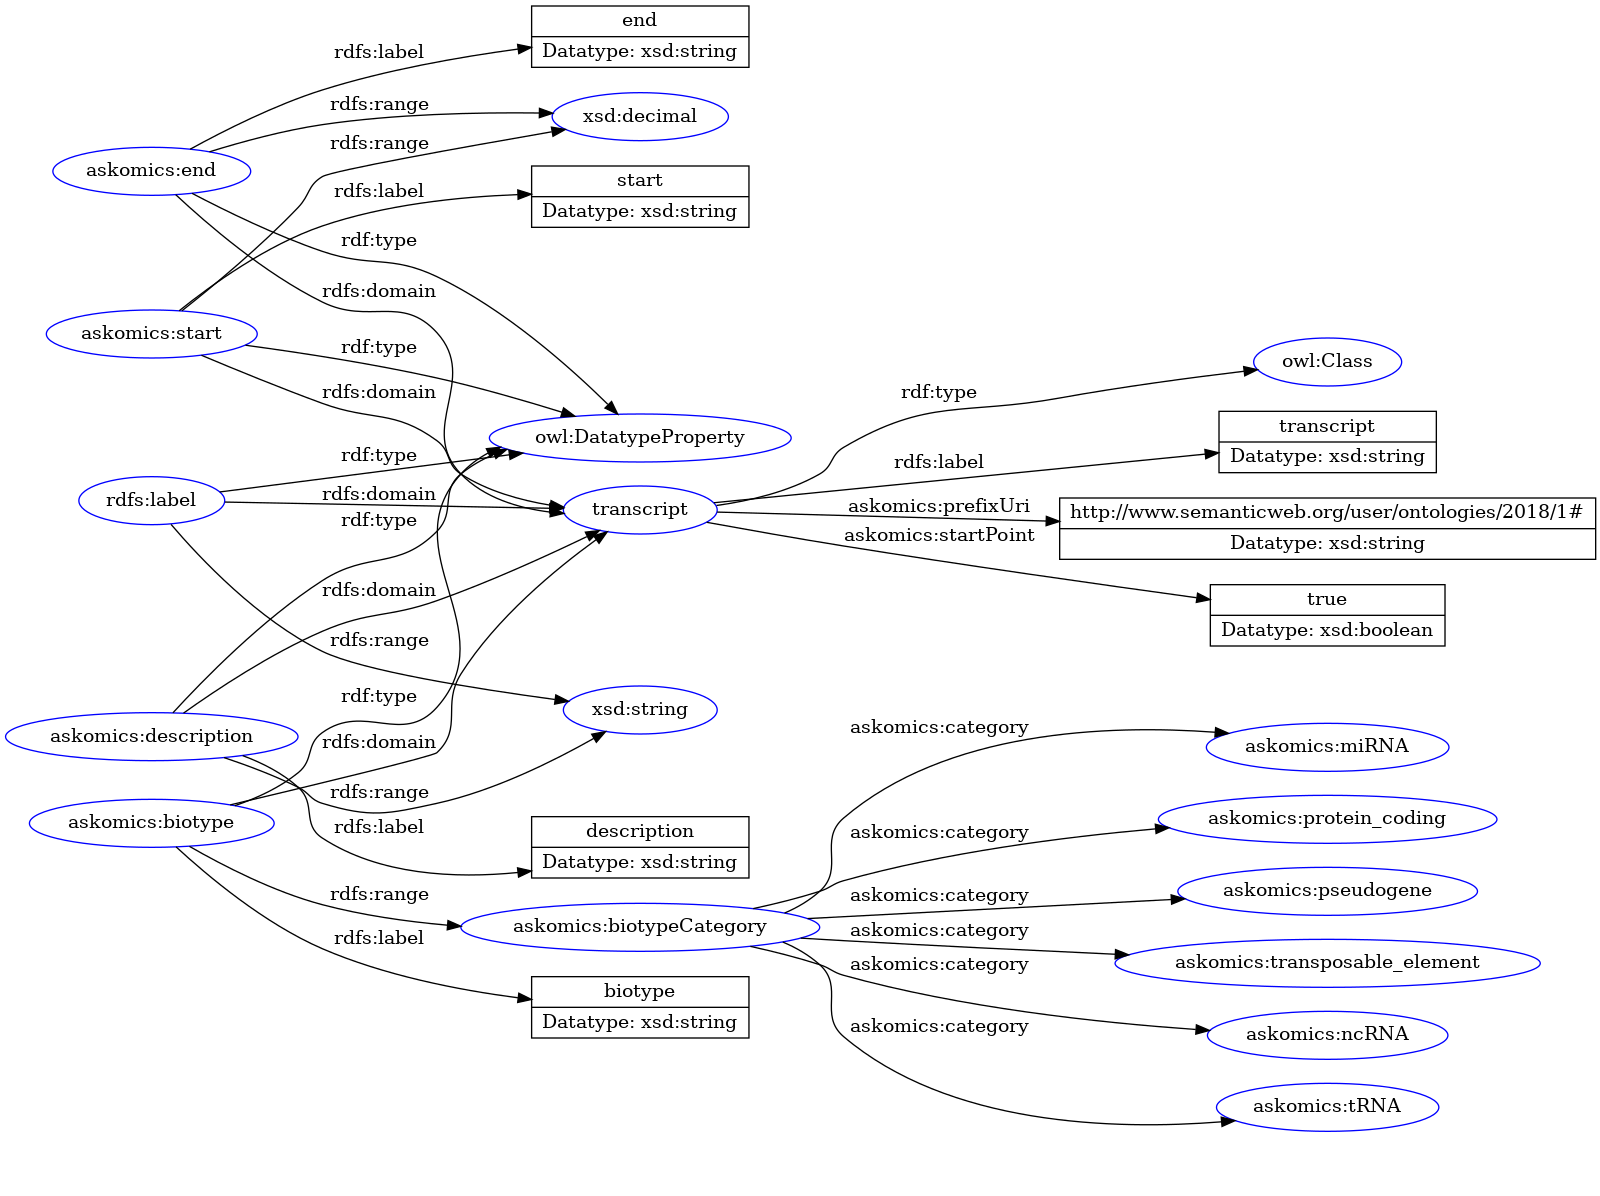 end
Datatype: xsd:string
rdfs:label
rdfs:range
xsd:decimal
rdfs:range
askomics:end
start
rdfs:label
Datatype: xsd:string
rdf:type
rdfs:domain
askomics:start
rdf:type
owl:Class
rdfs:domain
rdf:type
transcript
owl:DatatypeProperty
rdf:type
rdfs:label
Datatype: xsd:string
rdfs:label
rdfs:domain
transcript
askomics:prefixUri
http://www.semanticweb.org/user/ontologies/2018/1#
rdf:type
askomics:startPoint
Datatype: xsd:string
rdfs:domain
true
Datatype: xsd:boolean
rdfs:range
rdf:type
xsd:string
askomics:description
rdfs:domain
askomics:category
askomics:miRNA
rdfs:range
askomics:biotype
rdfs:label
description
Datatype: xsd:string
askomics:category
askomics:protein_coding
rdfs:range
askomics:category
askomics:pseudogene
askomics:biotypeCategory
askomics:category
rdfs:label
askomics:category
askomics:transposable_element
biotype
Datatype: xsd:string
askomics:category
askomics:ncRNA
askomics:tRNA